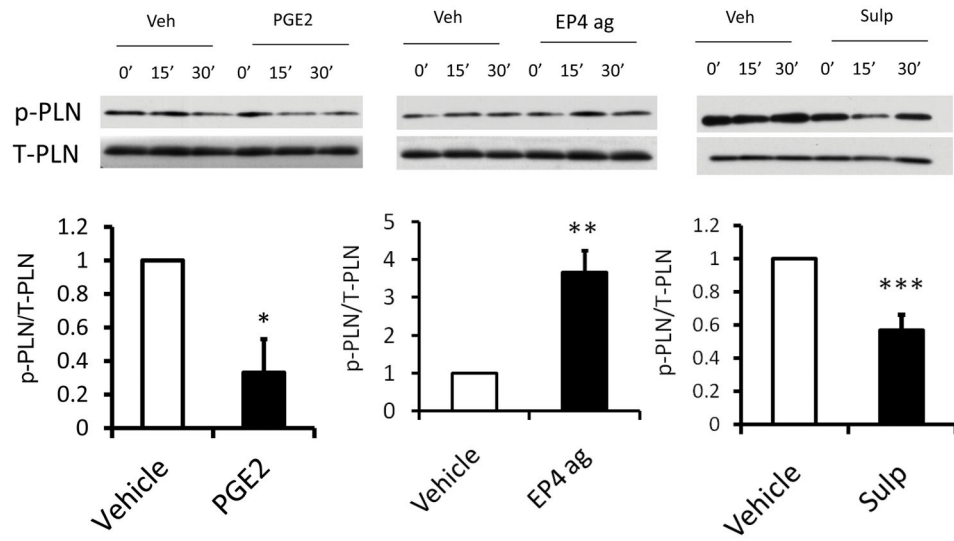 Veh PGE2 Veh EP4 ag Veh Sulp
0’ 15’ 30’ 0’ 15’ 30’ 0’ 15’ 30’ 0’ 15’ 30’ 0’ 15’ 30’ 0’ 15’ 30’
p-PLN
T-PLN
p-PLN/T-PLN
1.2
1
0.8
0.6
0.4
0.2
0
*
Vehicle
PGE2
p-PLN/T-PLN
5
4
3
2
1
0
**
Vehicle
EP4 ag
p-PLN/T-PLN
1.2
1
0.8
0.6
0.4
0.2
0
***
Vehicle
Sulp